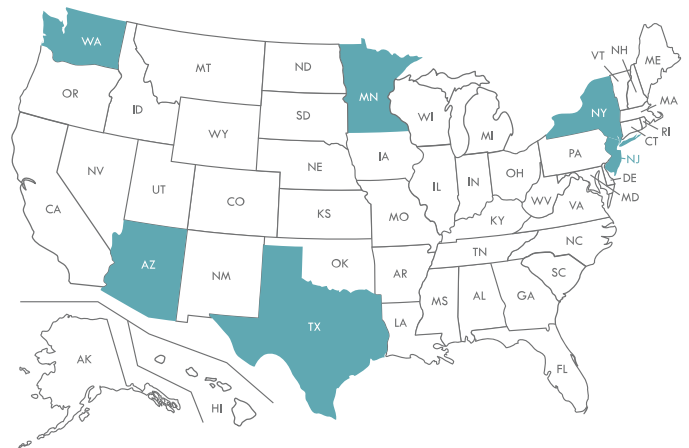 WA
MT
ND
MN
VT
NH
ME
OR
ID
SD
WI
MI
NY
MA
WY
RI
CT
NV
NE
IA
PA
NJ
UT
CO
IL
IN
OH
DE
MD
CA
KS
MO
WV
VA
KY
AZ
NM
OK
AR
TN
NC
SC
TX
LA
MS
AL
GA
AK
FL
HI